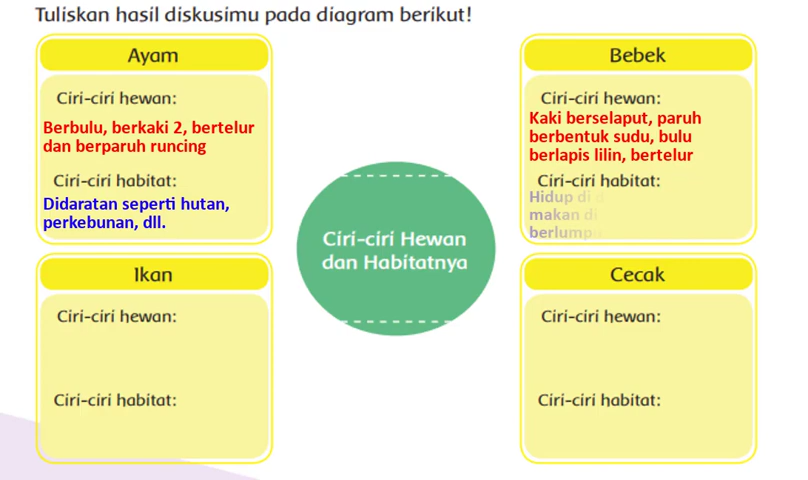 Tuliskan hasil diskusimu pada diagram berikut!
Ayam
Ciri-ciri hewan:
Berbulu, berkaki 2, bertelur
dan berparuh runcing
Ciri-ciri habitat:
Didaratan seperti hutan,
perkebunan, dll.
Bebek
Ciri-ciri hewan:
Kaki berselaput, paruh
berbentuk sudu, bulu
berlapis lilin, bertelur
Ciri-ciri habitat:
Hidup di
makan di
Ciri-ciri Hewan
dan Habitatnya
Ikan
Ciri-ciri hewan:
Ciri-ciri habitat:
Cecak
Ciri-ciri hewan:
Ciri-ciri habitat: